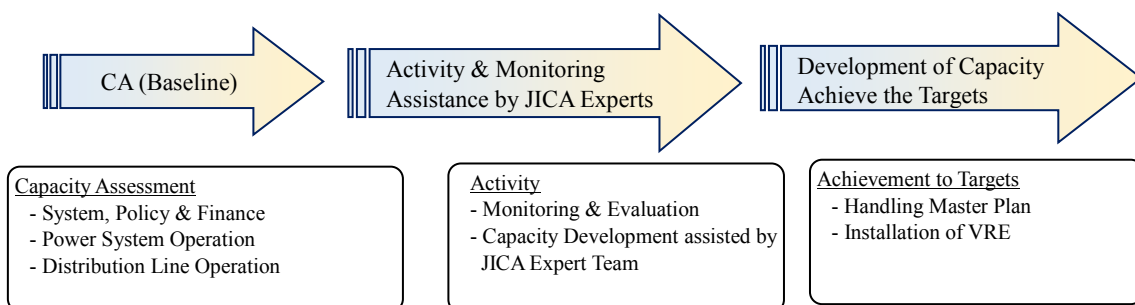 CA (Baseline)
Activity & Monitoring
Assistance by JICA Experts
Development of Capacity
Achieve the Targets
Capacity Assessment
- System, Policy & Finance
- Power System Operation
- Distribution Line Operation
Activity
- Monitoring & Evaluation
- Capacity Development assisted by
JICA Expert Team
Achievement to Targets
- Handling Master Plan
- Installation of VRE